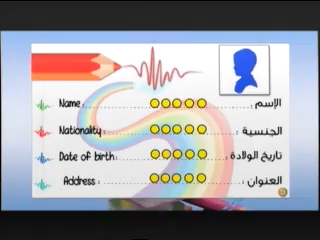 Name : الإسم :
Nationality : الجنسية :
Date of birth : تاريخ الولادة :
Address : العنوان :